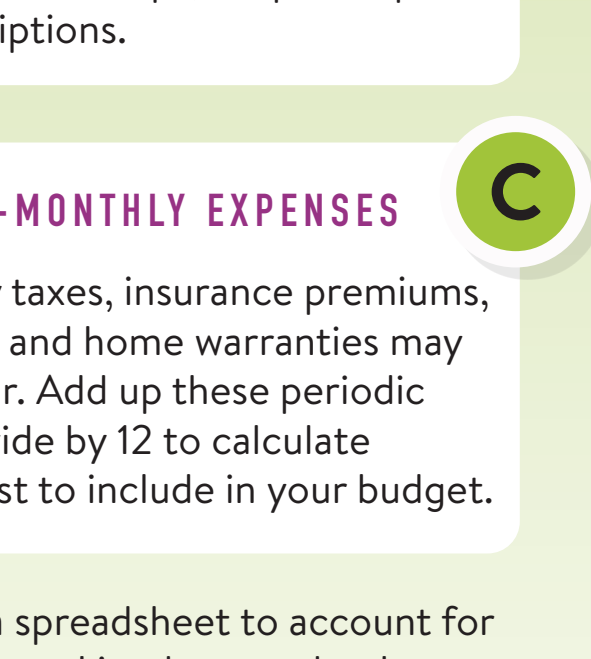 iptions.
C
-MONTHLY EXPENSES
taxes, insurance premiums,
and home warranties may
r. Add up these periodic
ide by 12 to calculate
st to include in your budget.
spreadsheet to account for